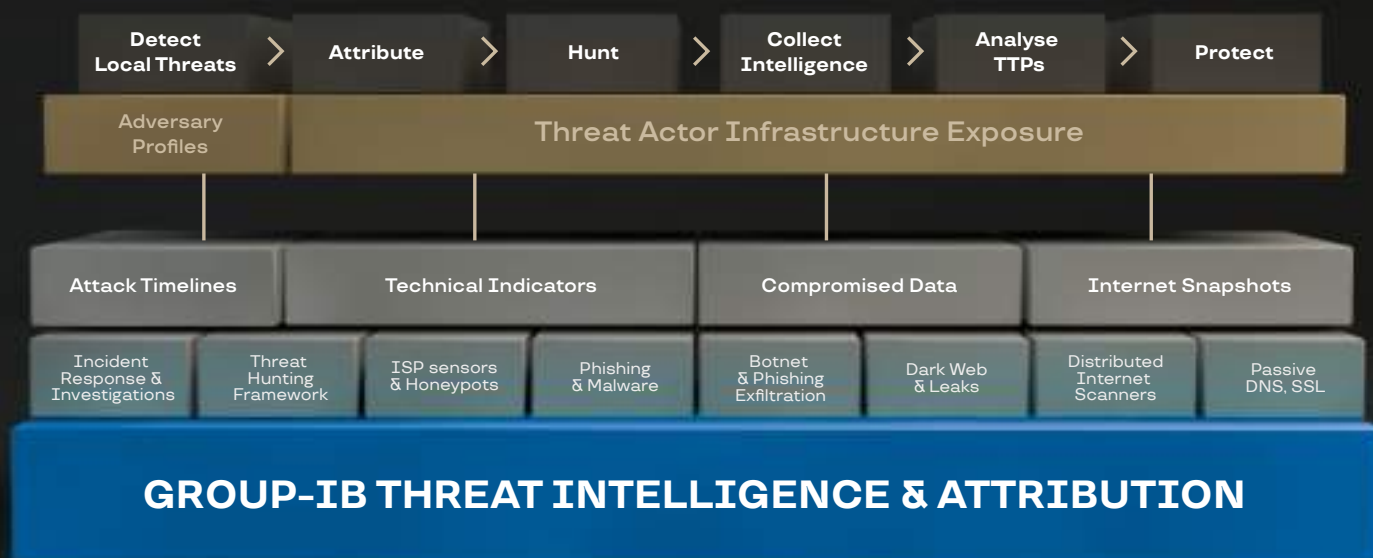 Detect
Local Threats
Attribute
Hunt
Collect
Intelligence
Analyse
TTPs
Protect
Adversary
Profiles
Threat Actor Infrastructure Exposure
Attack Timelines
Technical Indicators
Compromised Data
Internet Snapshots
Incident
Response &
Investigations
Threat
Hunting
Framework
ISP sensors
& Honeypots
Phishing
& Malware
Botnet
& Phishing
Exfiltration
Dark Web
& Leaks
Distributed
Internet
Scanners
Passive
DNS, SSL
GROUP-IB THREAT INTELLIGENCE & ATTRIBUTION